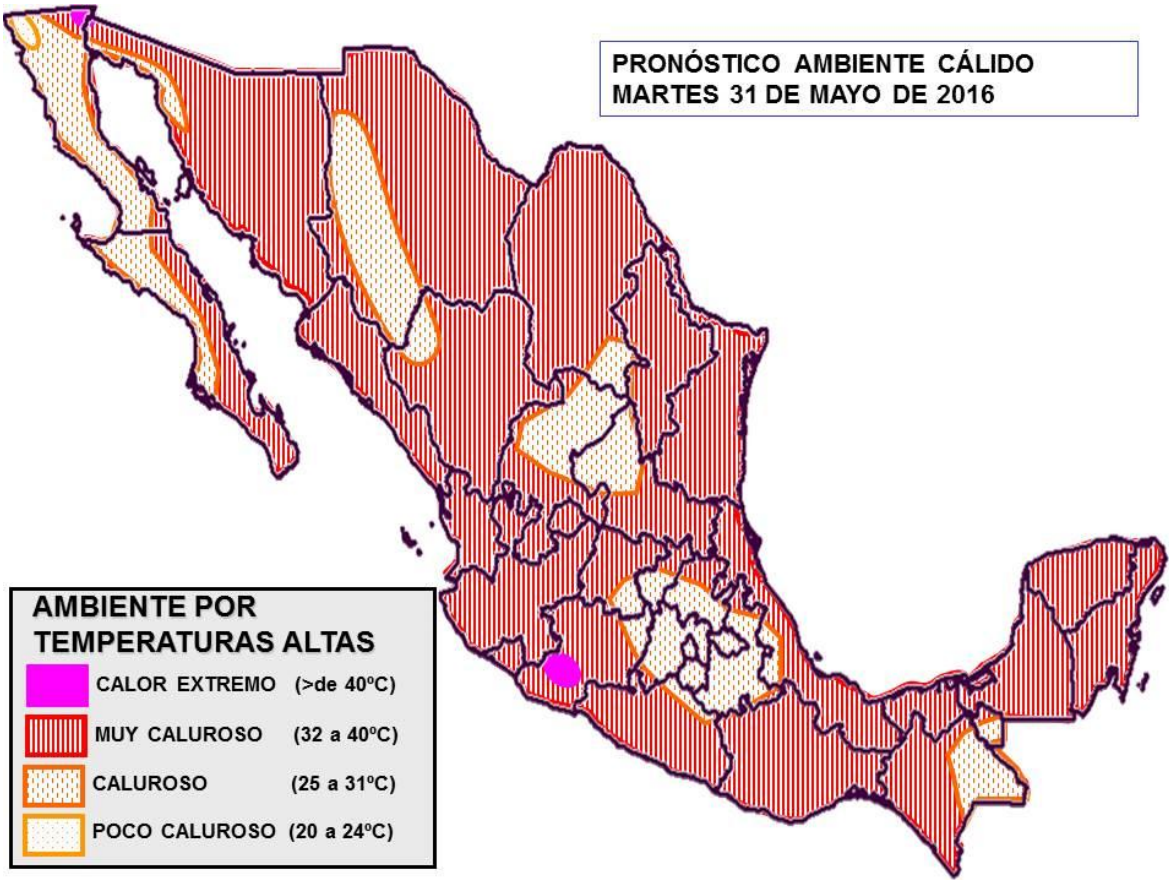 PRONÓSTICO AMBIENTE CÁLIDO
MARTES 31 DE MAYO DE 2016
AMBIENTE POR
TEMPERATURAS ALTAS
CALOR EXTREMO (>de 40ºC)
MUY CALUROSO (32 a 40ºC)
CALUROSO (25 a 31ºC)
POCO CALUROSO (20 a 24ºC)